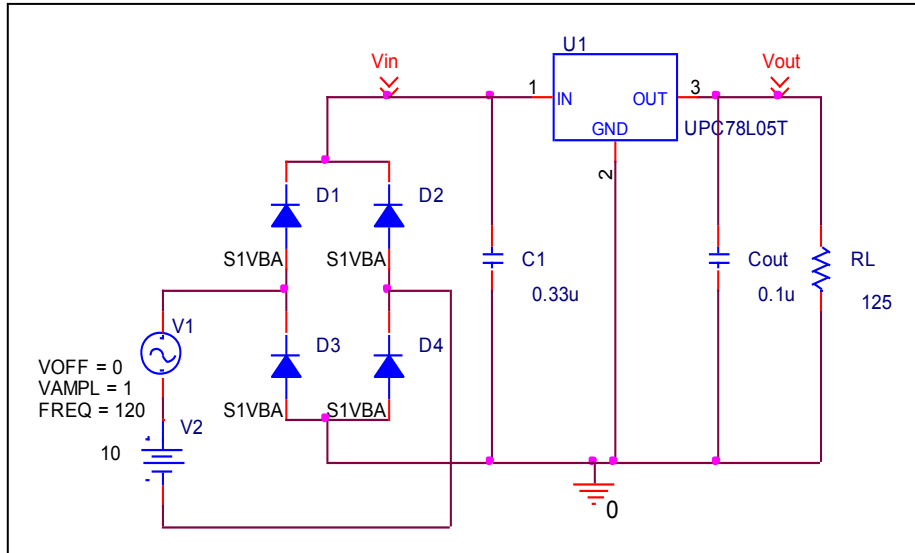 U1
Vin
Vout
1
3
IN
OUT
GND
UPC78L05T
2
D1
D2
S1VBA
S1VBA
C1
0.33u
Cout
0.1u
RL
125
V1
VOFF = 0
VAMPL = 1
FREQ = 120
D3
D4
S1VBA
S1VBA
V2
10
0